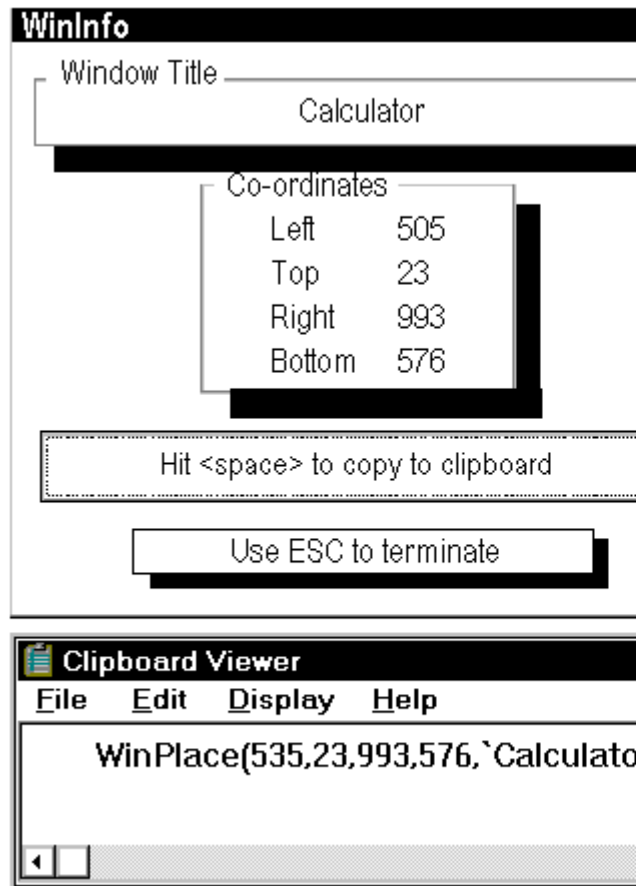 WinInfo
Window Title
Calculator
Co-ordinates
Left 505
Top 23
Right 993
Bottom 576
Hit <space> to copy to clipboard
Use ESC to terminate
Clipboard Viewer
File Edit Display Help
WinPlace(535,23,993,576,`Calculato